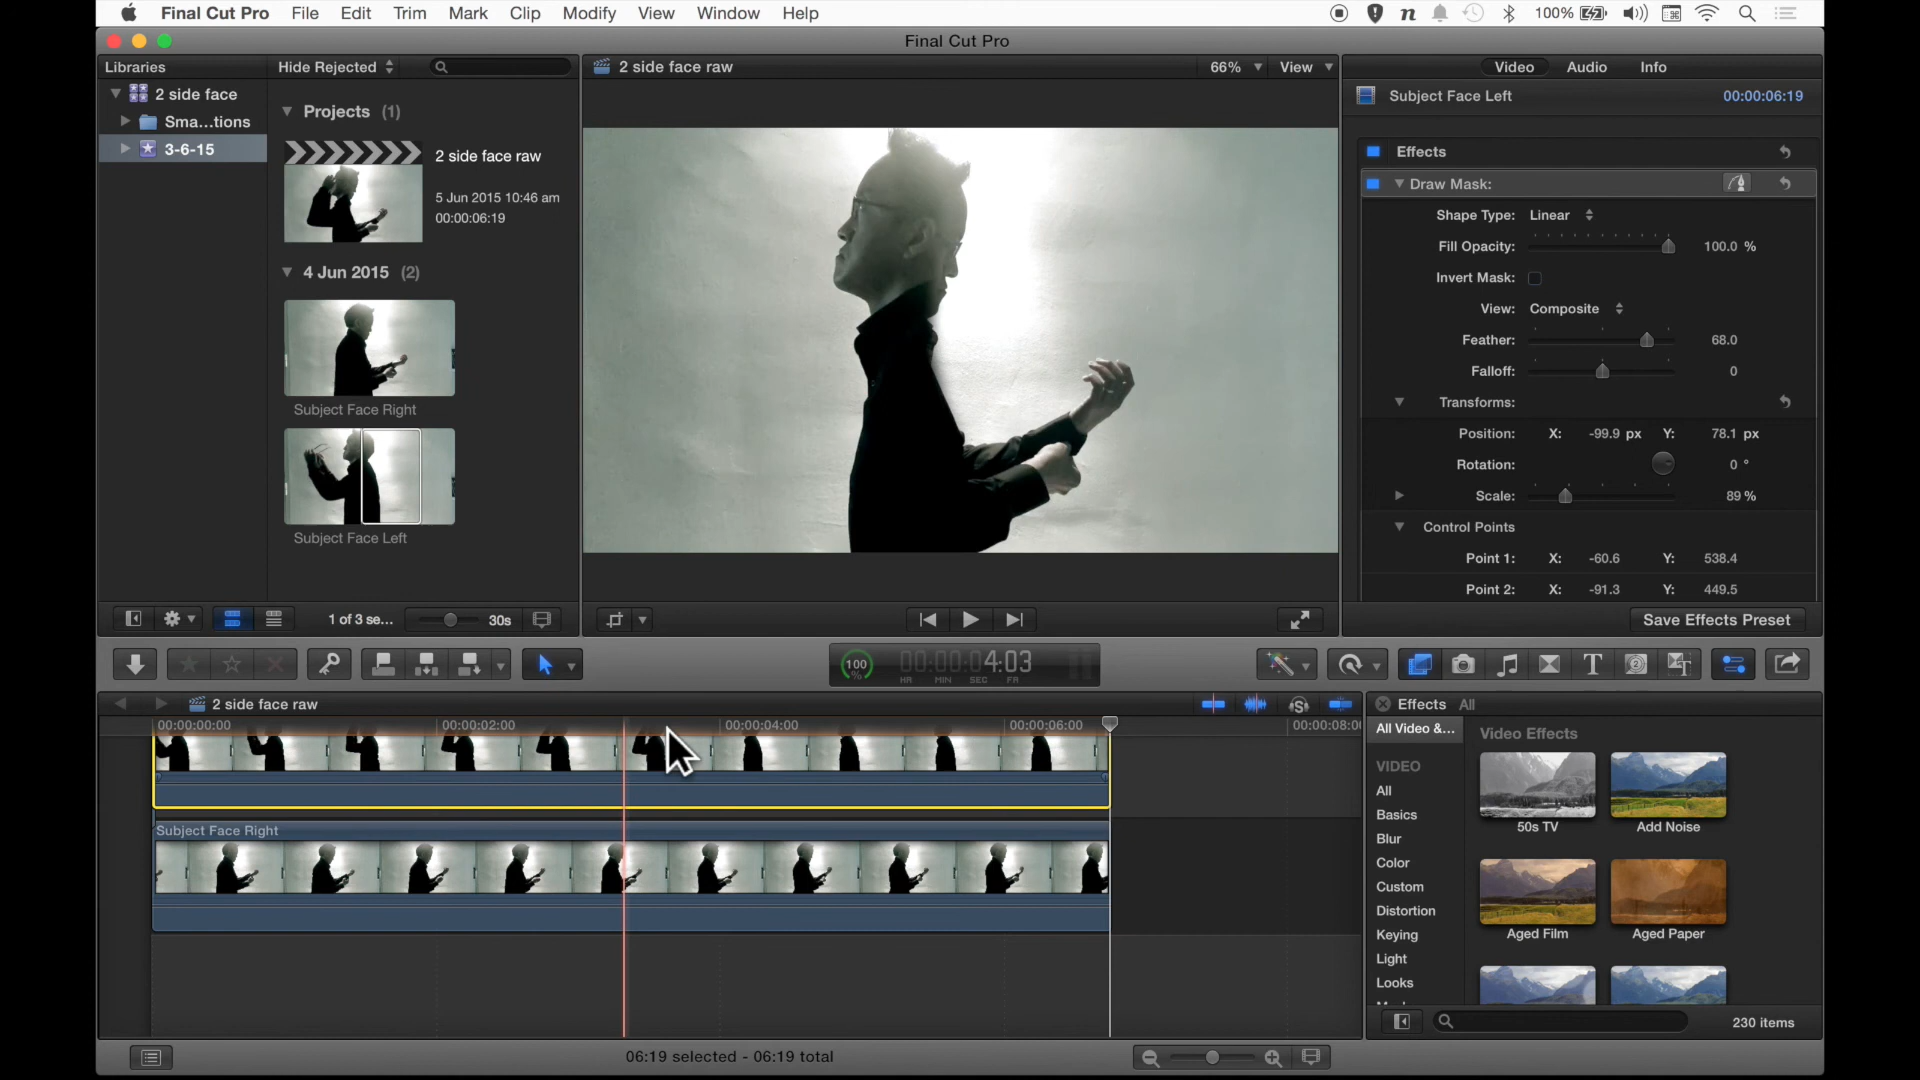 Final Cut Pro File Edit Trim Mark Clip Modify View Window Help 100%
Final Cut Pro
Libraries Hide Rejected
2 side face
Sma...tions
3-6-15
Projects (1)
2 side face raw
5 Jun 2015 10:46 am
00:00:06:19
4 Jun 2015 (2)
Subject Face Right
Subject Face Left
1 of 3 se... 30s
2 side face raw 66% View
Video Audio Info
Subject Face Left 00:00:06:19
Effects
Draw Mask:
Shape Type: Linear
Fill Opacity: 100.0 %
Invert Mask:
View: Composite
Feather: 68.0
Falloff: 0
Transforms:
Position: X: -99.9 px Y: 78.1 px
Rotation: 0 °
Scale: 89 %
Control Points
Point 1: X: -60.6 Y: 538.4
Point 2: X: -91.3 Y: 449.5
Save Effects Preset
100 % 00:00:04:03
HR MIN SEC FR
2 side face raw
00:00:00:00 00:00:02:00 00:00:04:00 00:00:06:00 00:00:08:0
Subject Face Right
06:19 selected - 06:19 total
Effects All
All Video &...
VIDEO
All
Basics
Blur
Color
Custom
Distortion
Keying
Light
Looks
Video Effects
50s TV
Add Noise
Aged Film
Aged Paper
230 items